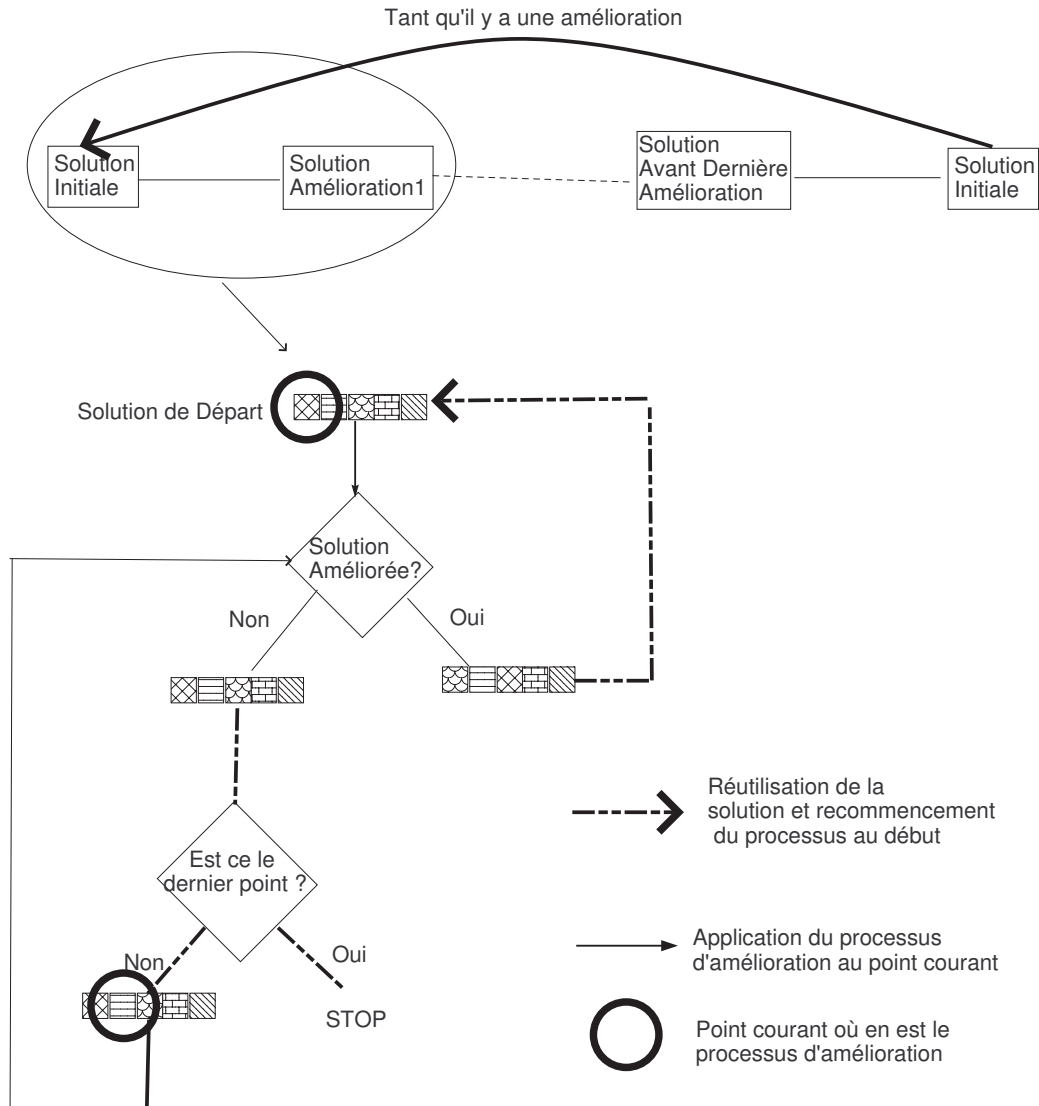 Tant qu'il y a une amélioration
Solution
Initiale
Solution
Amélioration1
Solution
Avant Dernière
Amélioration
Solution
Initiale
Solution de Départ
Solution
Améliorée?
Non
Oui
Est ce le
dernier point ?
Non
Oui
STOP
Réutilisation de la
solution et recommencement
du processus au début
Application du processus
d'amélioration au point courant
Point courant où en est le
processus d'amélioration